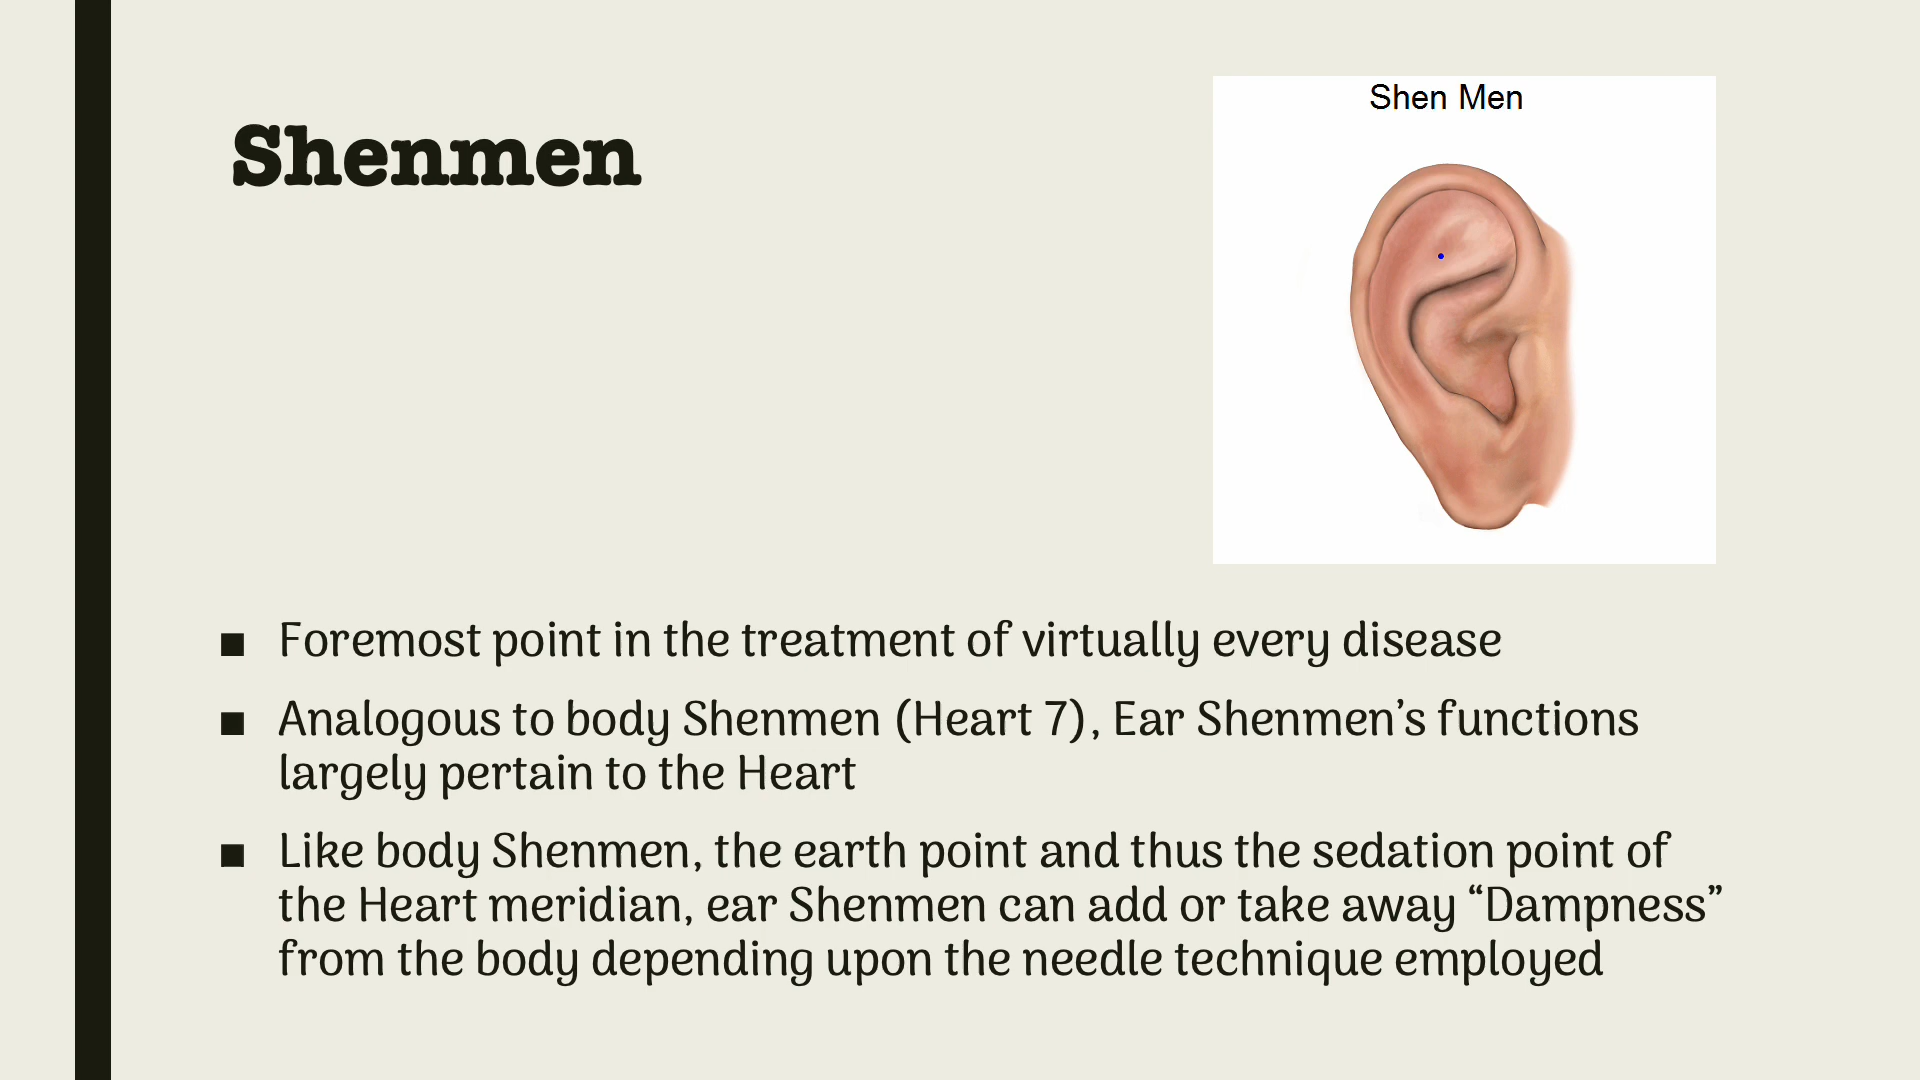 Shenmen
Shen Men
■ Foremost point in the treatment of virtually every disease
■ Analogous to body Shenmen (Heart 7), Ear Shenmen’s functions
largely pertain to the Heart
■ Like body Shenmen, the earth point and thus the sedation point of
the Heart meridian, ear Shenmen can add or take away “Dampness”
from the body depending upon the needle technique employed